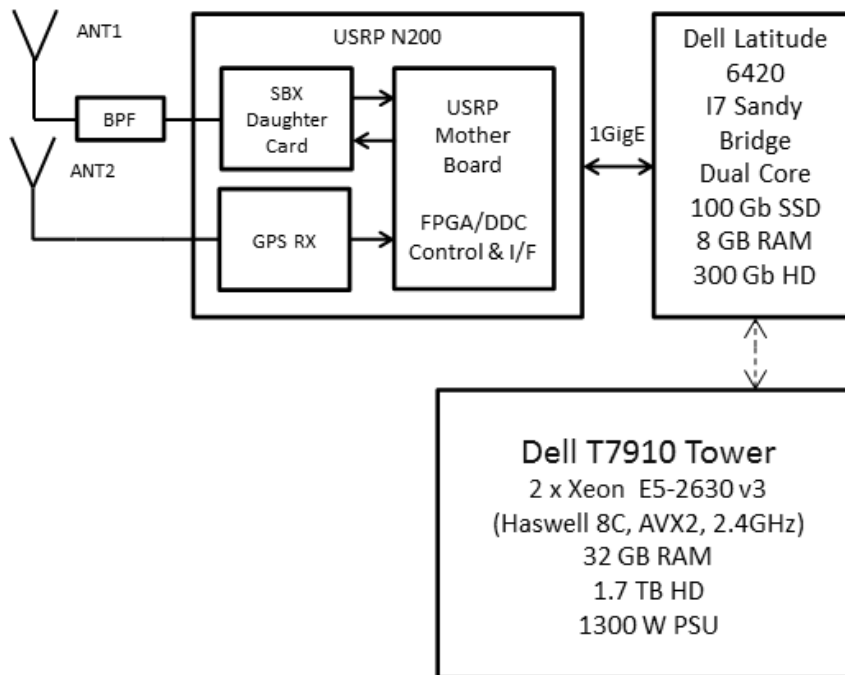 ANT1
BPF
ANT2
USRP N200
SBX
Daughter
Card
GPS RX
USRP
Mother
Board
FPGA/DDC
Control & I/F
1GigE
Dell Latitude
6420
I7 Sandy
Bridge
Dual Core
100 Gb SSD
8 GB RAM
300 Gb HD
Dell T7910 Tower
2 x Xeon E5-2630 v3
(Haswell 8C, AVX2, 2.4GHz)
32 GB RAM
1.7 TB HD
1300 W PSU